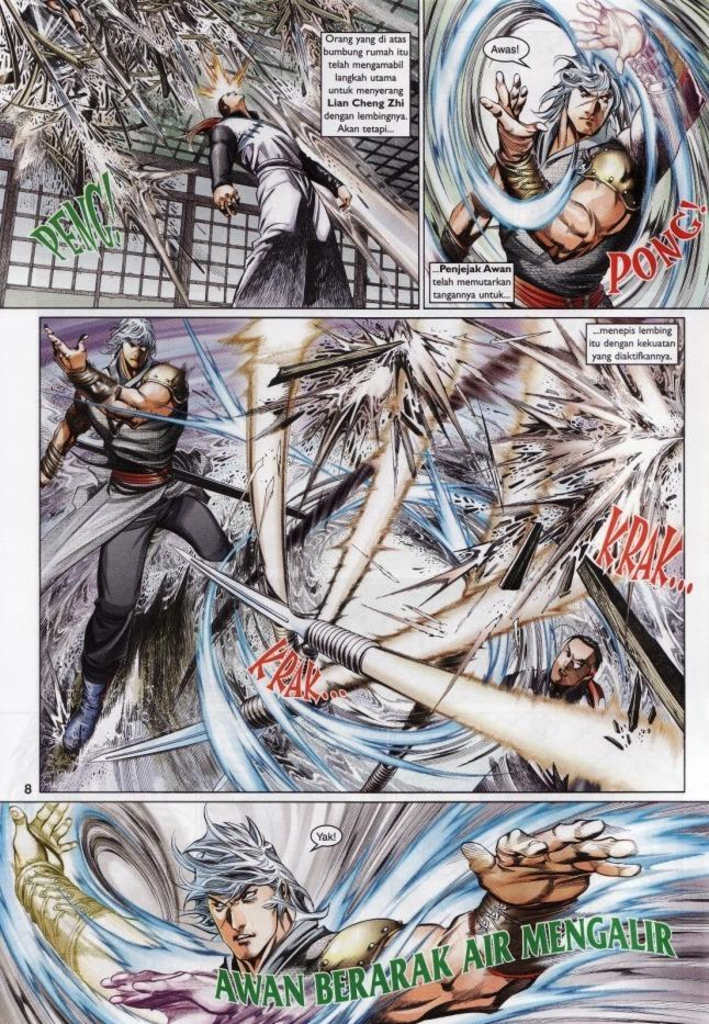 Orang yang di atas
bumbung rumah itu
telah mengamabil
langkah utama
untuk menyerang
Lian Cheng Zhi
dengan lembingnya.
Akan tetapi...
PENG!
Awas!
PONG!
...Penjejak Awan
telah memutarkan
tangannya untuk...
...menepis lembing
itu dengan kekuatan
yang diaktifkannya.
KRAK...
KRAK...
8
Yak!
AWAN BERARAK AIR MENGALIR